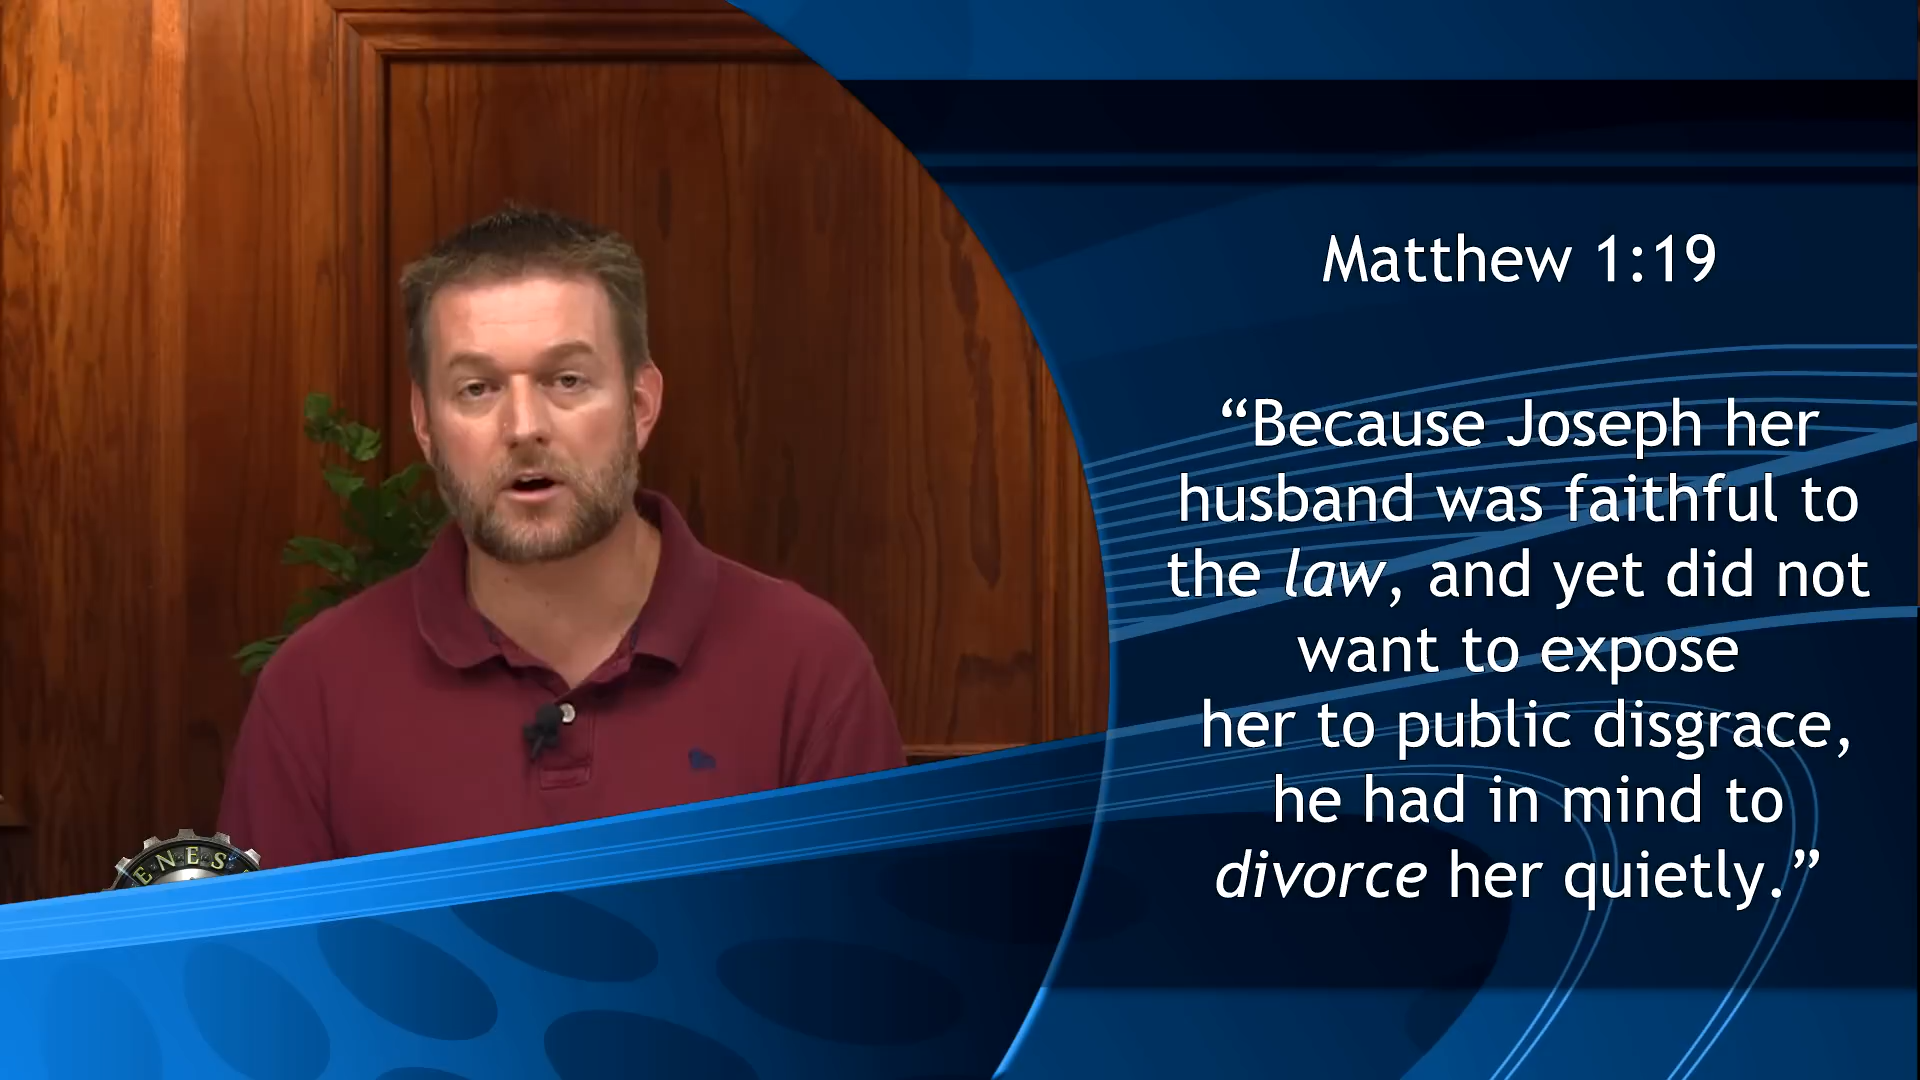 Matthew 1:19
“Because Joseph her
husband was faithful to
the law, and yet did not
want to expose
her to public disgrace,
he had in mind to
divorce her quietly.”
ENES